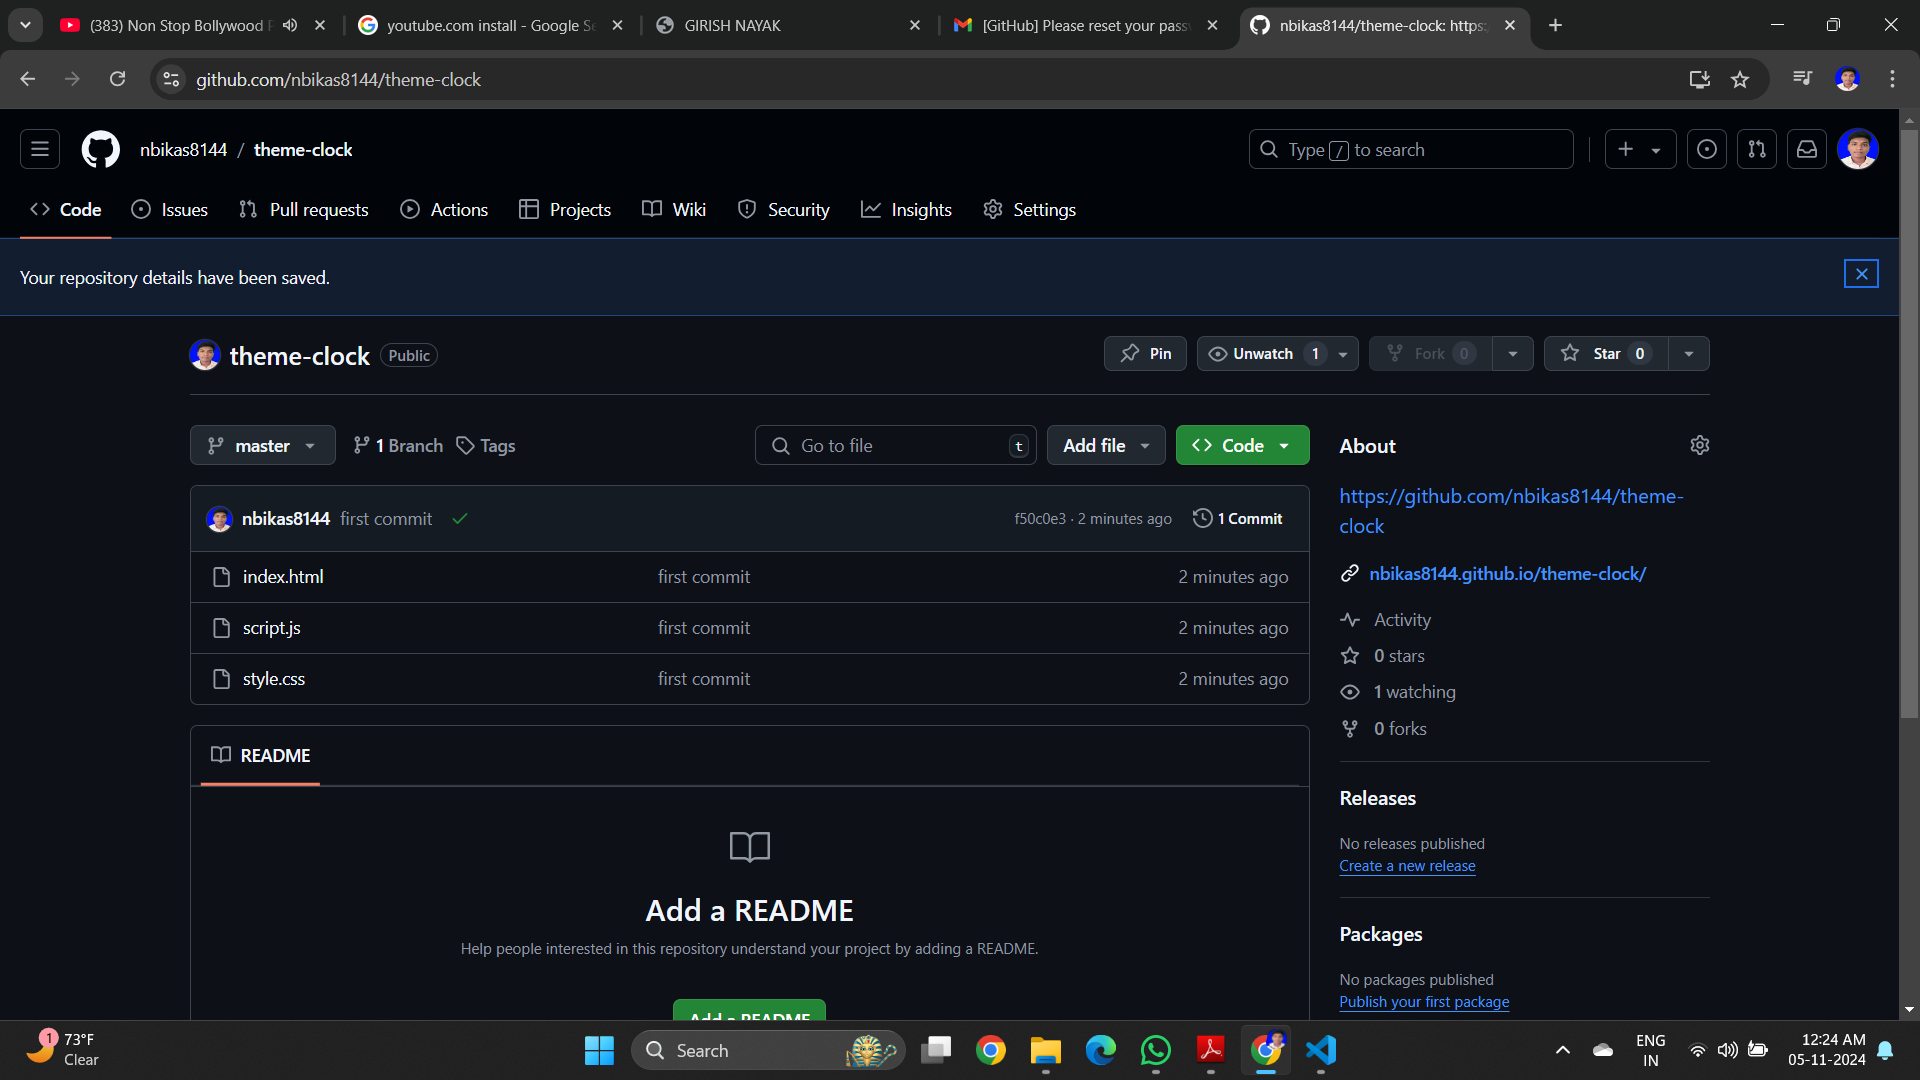 (383) Non Stop Bollywood
youtube.com install - Google Se
GIRISH NAYAK
[GitHub] Please reset your pass
nbikas8144/theme-clock: https:/
github.com/nbikas8144/theme-clock
nbikas8144 / theme-clock
Type / to search
Code
Issues
Pull requests
Actions
Projects
Wiki
Security
Insights
Settings
Your repository details have been saved.
theme-clock Public
Pin
Unwatch 1
Fork 0
Star 0
master
1 Branch
Tags
Go to file t
Add file
Code
About
https://github.com/nbikas8144/theme-
clock
nbikas8144 first commit
f50c0e3 · 2 minutes ago
1 Commit
index.html first commit 2 minutes ago
script.js first commit 2 minutes ago
style.css first commit 2 minutes ago
nbikas8144.github.io/theme-clock/
Activity
0 stars
1 watching
0 forks
README
Add a README
Help people interested in this repository understand your project by adding a README.
Add a README
Releases
No releases published
Create a new release
Packages
No packages published
Publish your first package
1
73°F
Clear
Search
ENG
IN
12:24 AM
05-11-2024